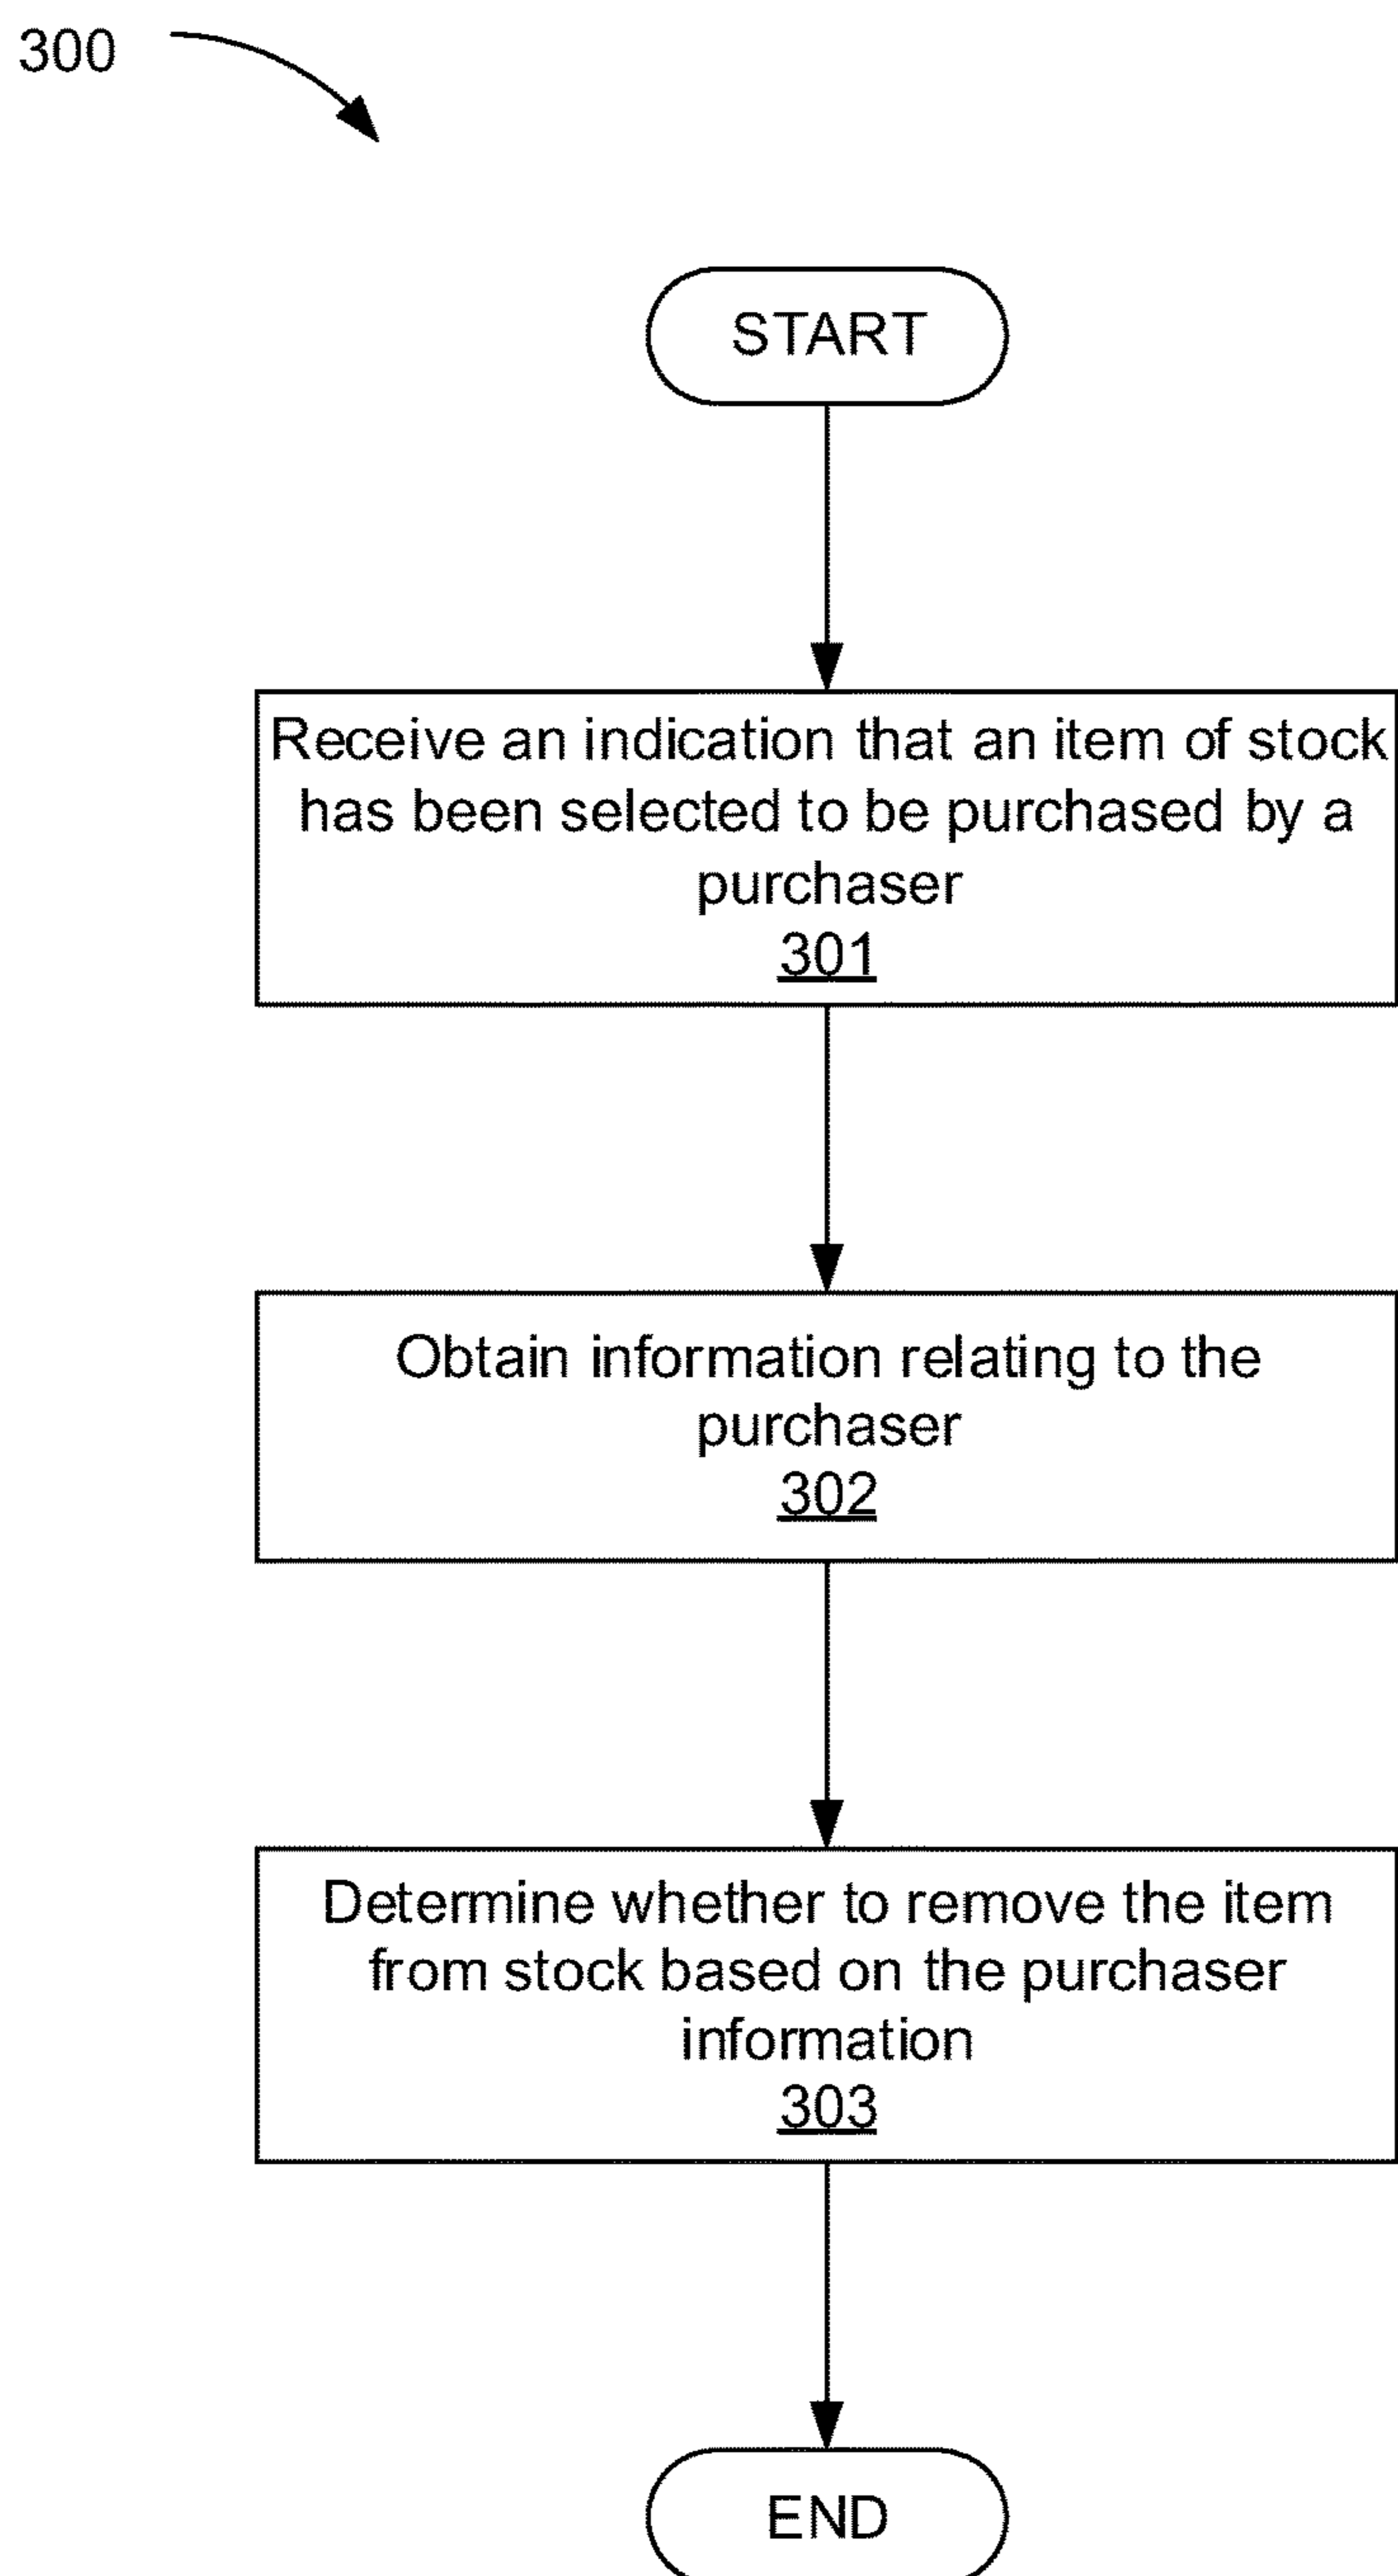 300
START
Receive an indication that an item of stock
has been selected to be purchased by a
purchaser
301
Obtain information relating to the
purchaser
302
Determine whether to remove the item
from stock based on the purchaser
information
303
END